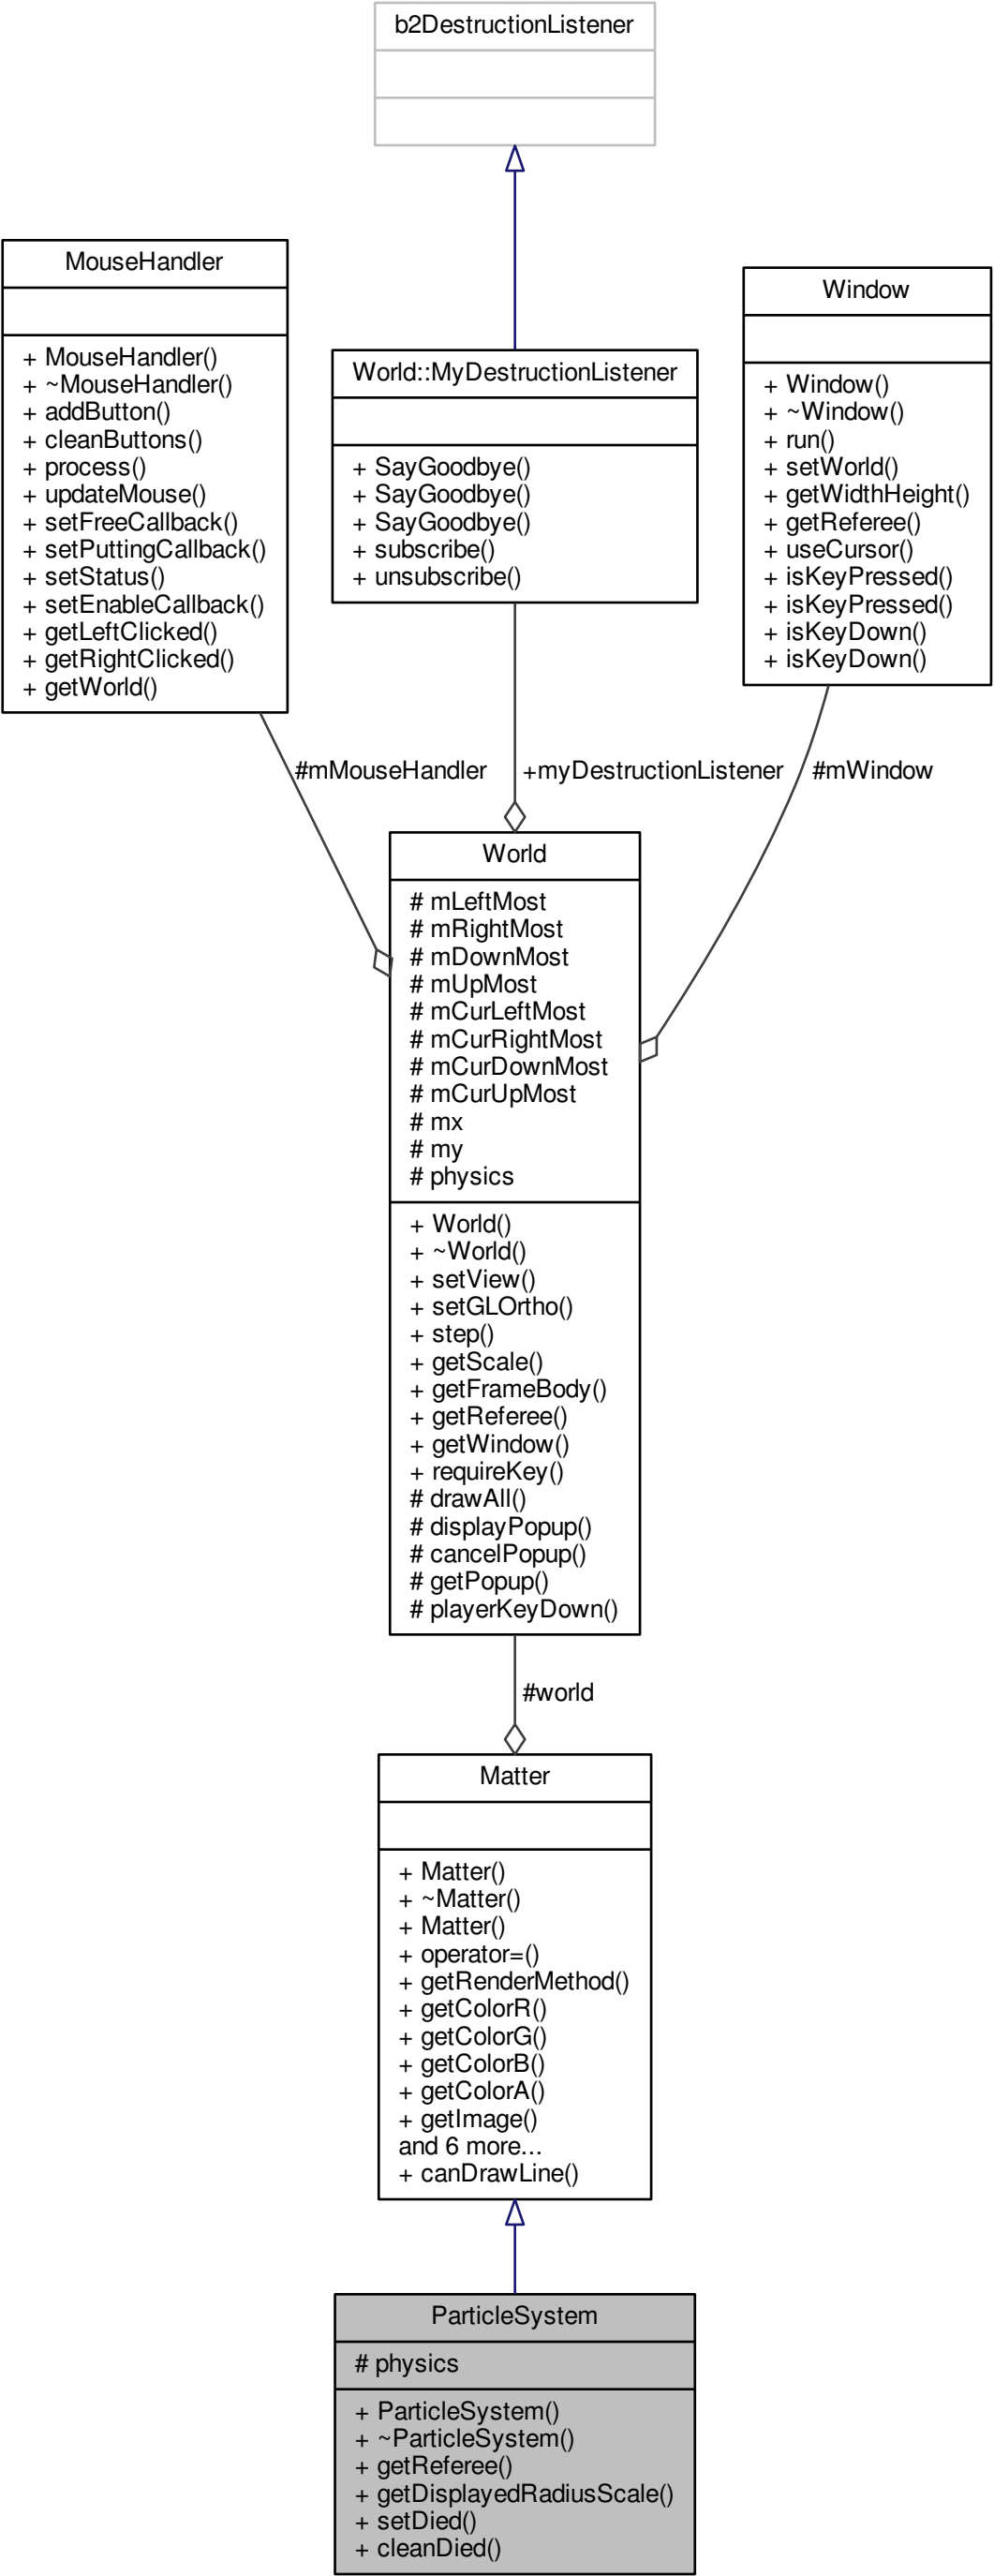 b2DestructionListener
MouseHandler
+ MouseHandler()
+ ~MouseHandler()
+ addButton()
+ cleanButtons()
+ process()
+ updateMouse()
+ setFreeCallback()
+ setPuttingCallback()
+ setStatus()
+ setEnableCallback()
+ getLeftClicked()
+ getRightClicked()
+ getWorld()
World::MyDestructionListener
+ SayGoodbye()
+ SayGoodbye()
+ SayGoodbye()
+ subscribe()
+ unsubscribe()
Window
+ Window()
+ ~Window()
+ run()
+ setWorld()
+ getWidthHeight()
+ getReferee()
+ useCursor()
+ isKeyPressed()
+ isKeyPressed()
+ isKeyDown()
+ isKeyDown()
#mMouseHandler
+myDestructionListener
#mWindow
World
# mLeftMost
# mRightMost
# mDownMost
# mUpMost
# mCurLeftMost
# mCurRightMost
# mCurDownMost
# mCurUpMost
# mx
# my
# physics
+ World()
+ ~World()
+ setView()
+ setGLOrtho()
+ step()
+ getScale()
+ getFrameBody()
+ getReferee()
+ getWindow()
+ requireKey()
# drawAll()
# displayPopup()
# cancelPopup()
# getPopup()
# playerKeyDown()
#world
Matter
+ Matter()
+ ~Matter()
+ Matter()
+ operator=()
+ getRenderMethod()
+ getColorR()
+ getColorG()
+ getColorB()
+ getColorA()
+ getImage()
and 6 more...
+ canDrawLine()
ParticleSystem
# physics
+ ParticleSystem()
+ ~ParticleSystem()
+ getReferee()
+ getDisplayedRadiusScale()
+ setDied()
+ cleanDied()